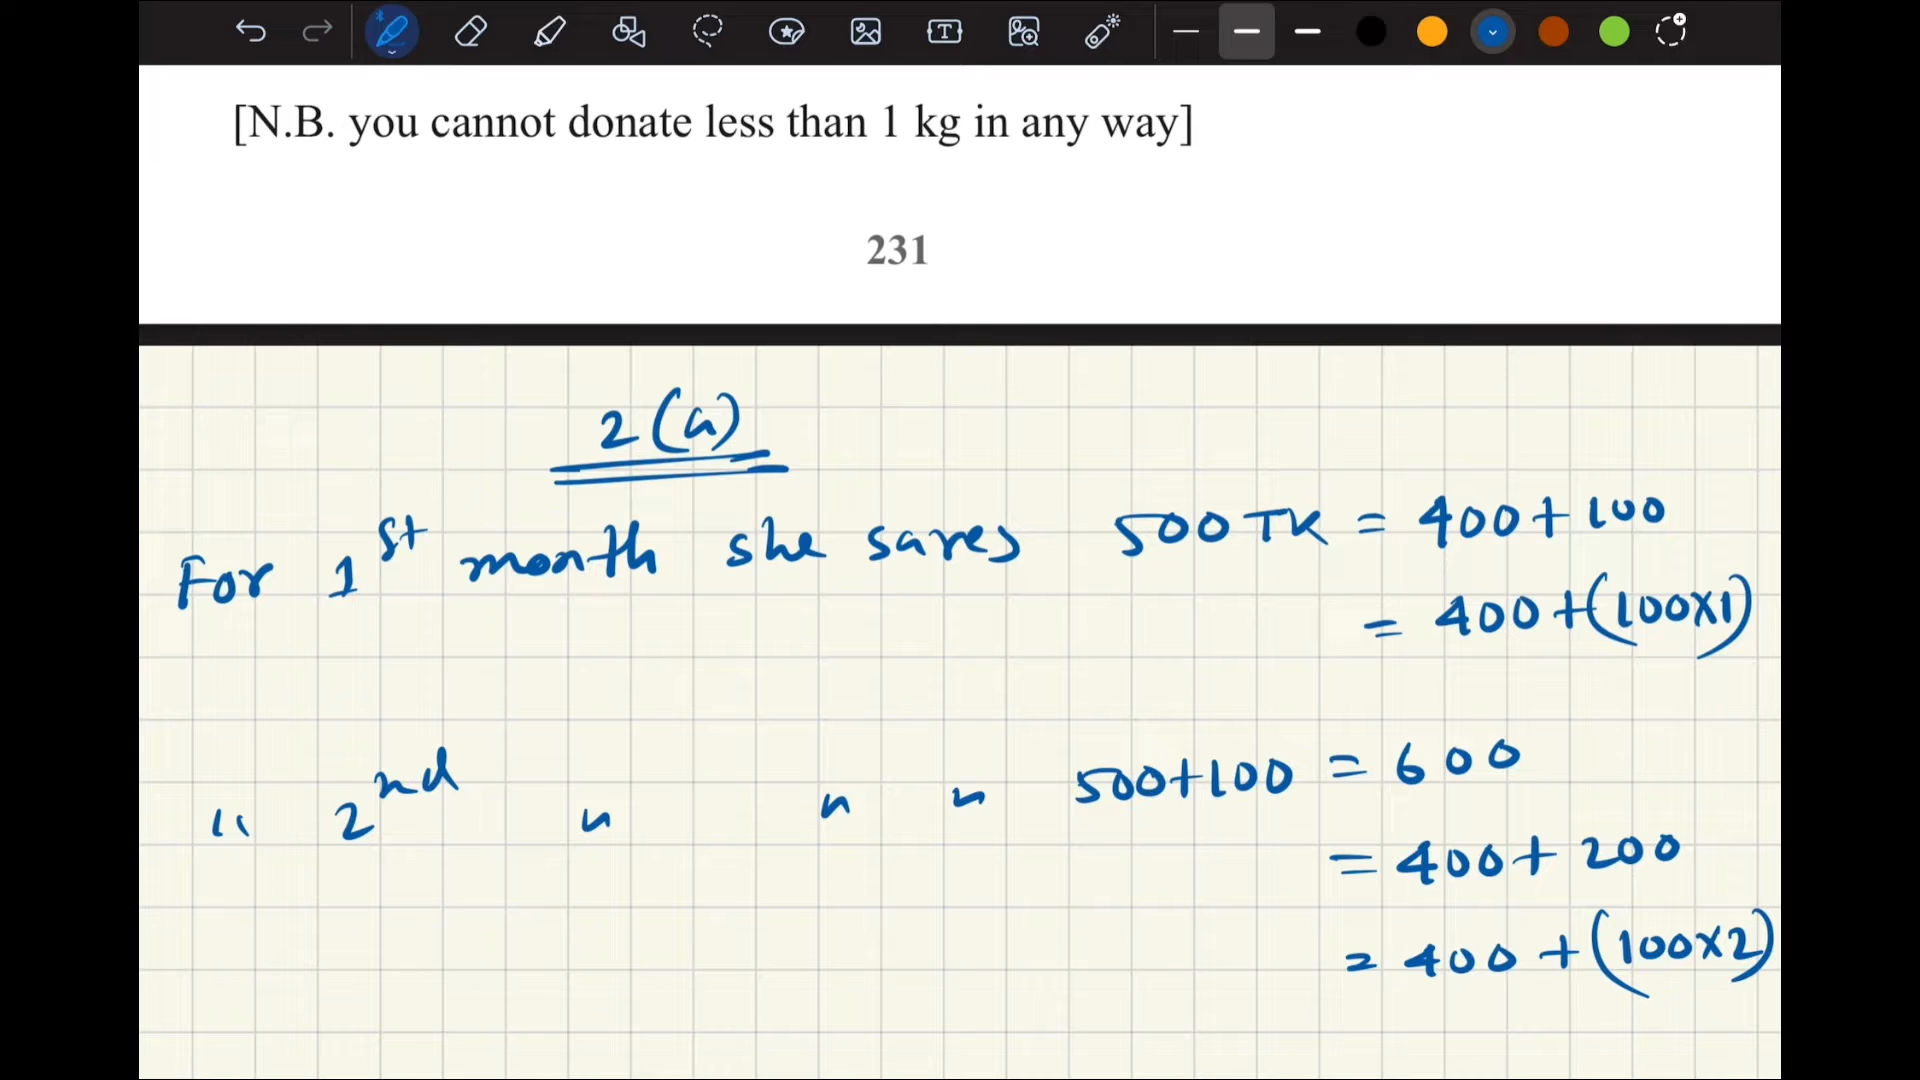 [N.B. you cannot donate less than 1 kg in any way]
231
2(a)
For 1st month she saves 500 TK = 400+100
= 400+(100×1)
" 2nd " " " 500+100 = 600
= 400+ 200
= 400 +(100×2)